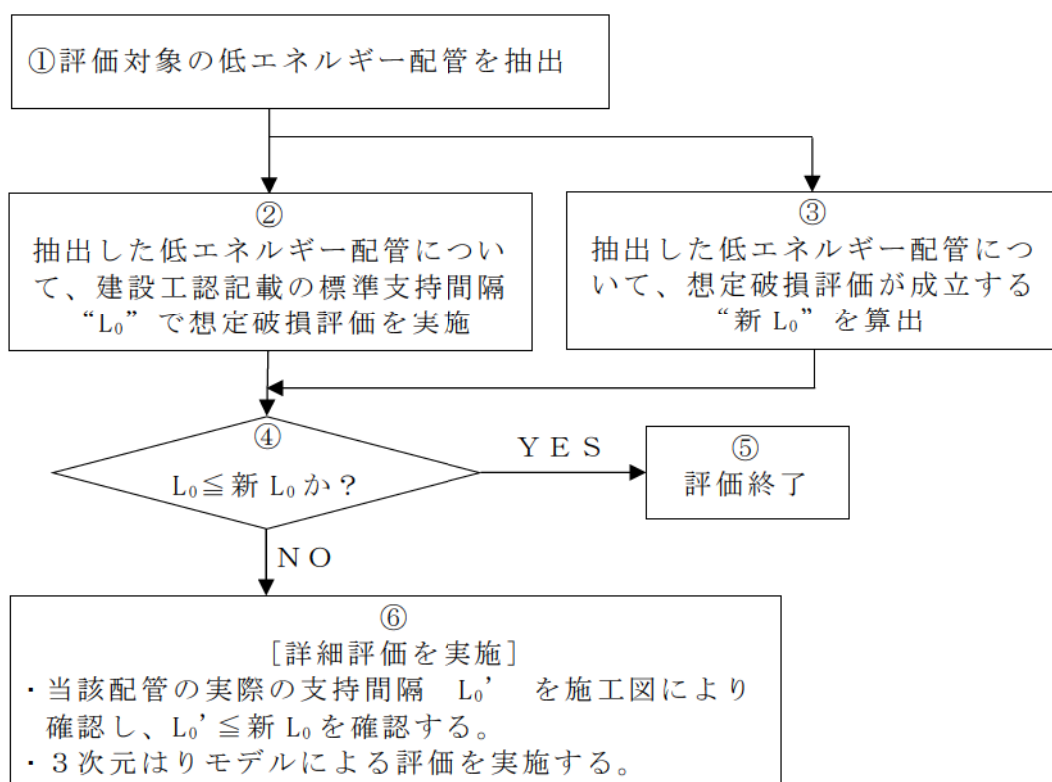 ①評価対象の低エネルギー配管を抽出
②
抽出した低エネルギー配管につい
て、建設工認記載の標準支持間隔
“L₀”で想定破損評価を実施
③
抽出した低エネルギー配管につ
いて、想定破損評価が成立する
“新L₀”を算出
④
L₀≦新L₀か？
YES
⑤
評価終了
NO
⑥
[詳細評価を実施]
・当該配管の実際の支持間隔 L₀’ を施工図により
確認し、L₀’≦新L₀を確認する。
・３次元はりモデルによる評価を実施する。